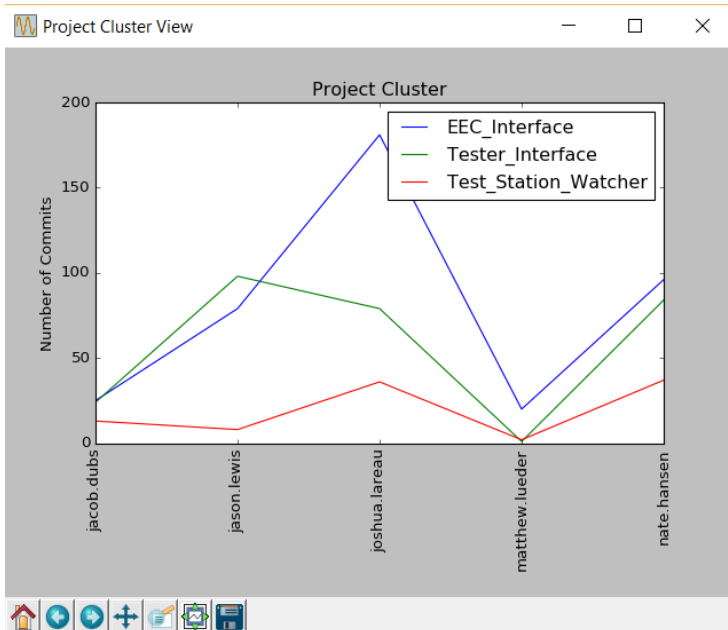 Project Cluster View
Project Cluster
EEC_Interface
Tester_Interface
Test_Station_Watcher
Number of Commits
200
150
100
50
0
jacob.dubs
jason.lewis
joshua.lareau
matthew.lueder
nate.hansen